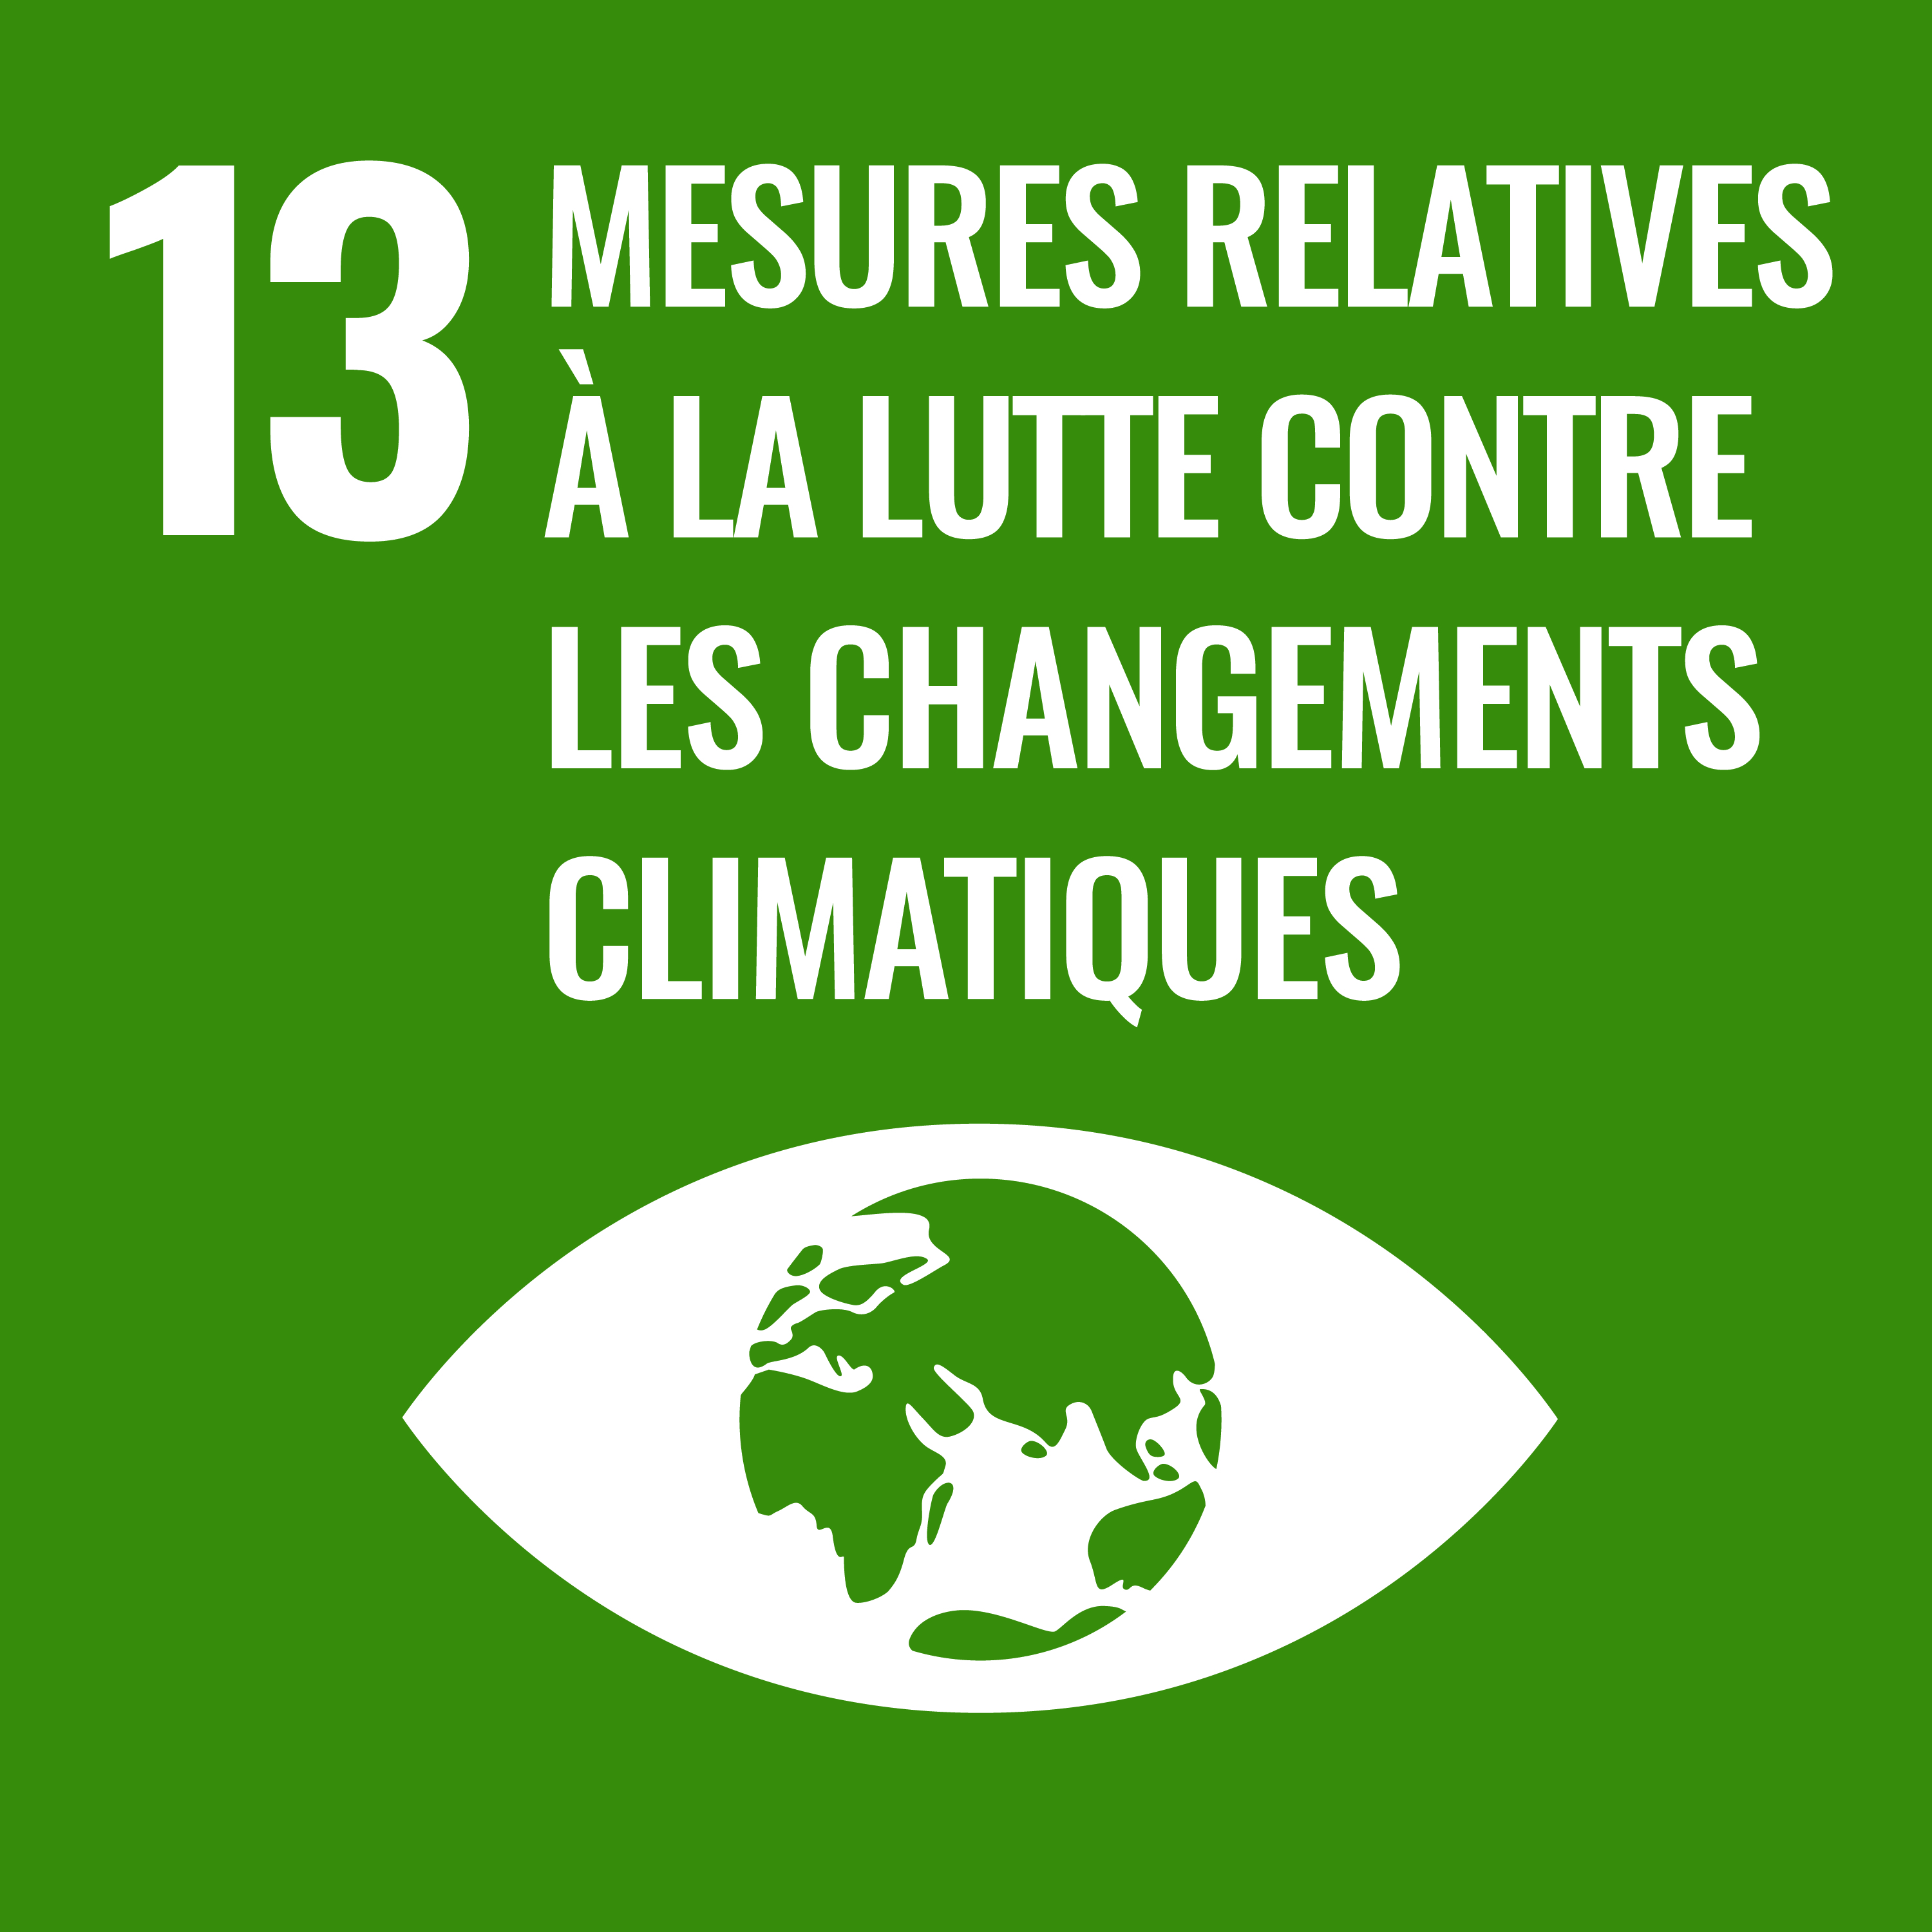 13 MESURES RELATIVES
À LA LUTTE CONTRE
LES CHANGEMENTS
CLIMATIQUES